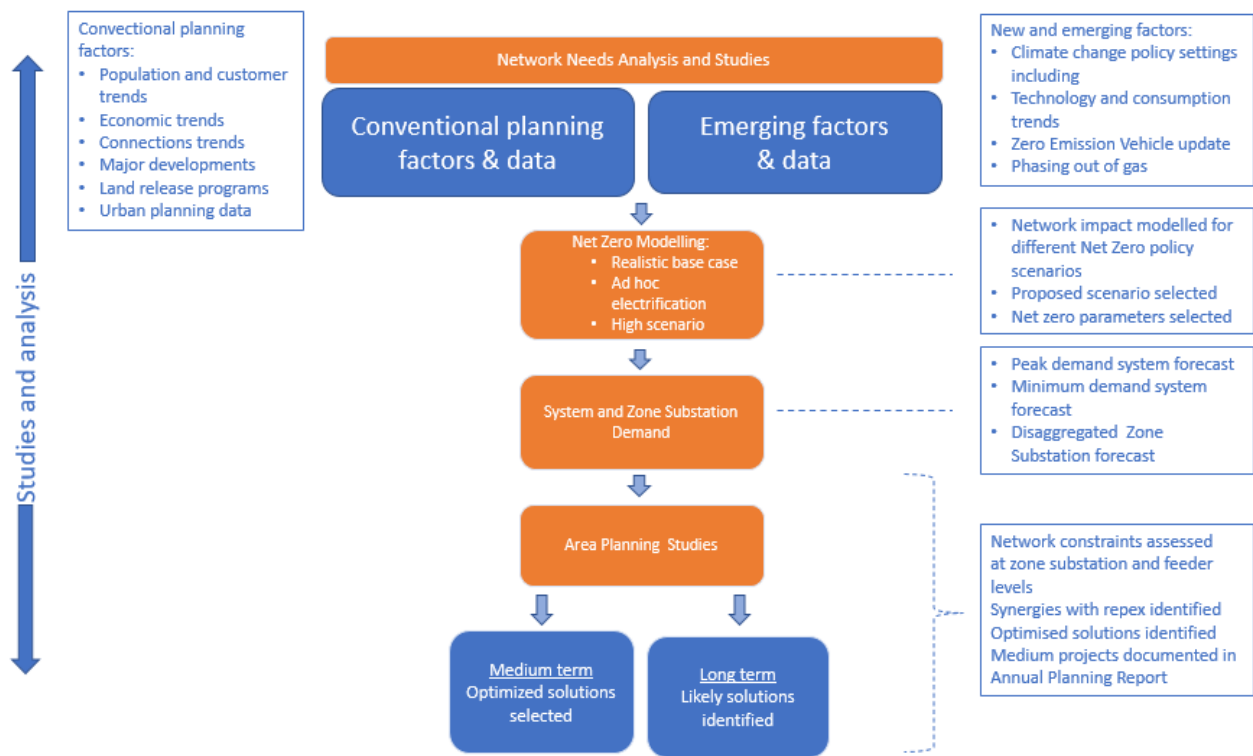 Conventional planning
factors:
• Population and customer
trends
• Economic trends
• Connections trends
• Major developments
• Land release programs
• Urban planning data
Network Needs Analysis and Studies
Conventional planning
factors & data
Emerging factors
& data
New and emerging factors:
• Climate change policy settings
including
• Technology and consumption
trends
• Zero Emission Vehicle update
• Phasing out of gas
Studies and analysis
Net Zero Modelling:
• Realistic base case
• Ad hoc
electrification
• High scenario
• Network impact modelled for
different Net Zero policy
scenarios
• Proposed scenario selected
• Net zero parameters selected
System and Zone Substation
Demand
• Peak demand system forecast
• Minimum demand system
forecast
• Disaggregated Zone
Substation forecast
Area Planning Studies
Network constraints assessed
at zone substation and feeder
levels
Synergies with repex identified
Optimised solutions identified
Medium projects documented in
Annual Planning Report
Medium term
Optimized solutions
selected
Long term
Likely solutions
identified